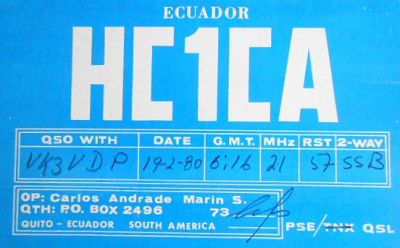 ECUADOR
HC1CA
QSO WITH DATE G.M.T. MHz RST 2-WAY
VK3VDP 19-2-80 6:16 21 57 SSB
OP: Carlos Andrade Marin S.
QTH: P.O. BOX 2496 73
QUITO - ECUADOR SOUTH AMERICA PSE/TNX QSL